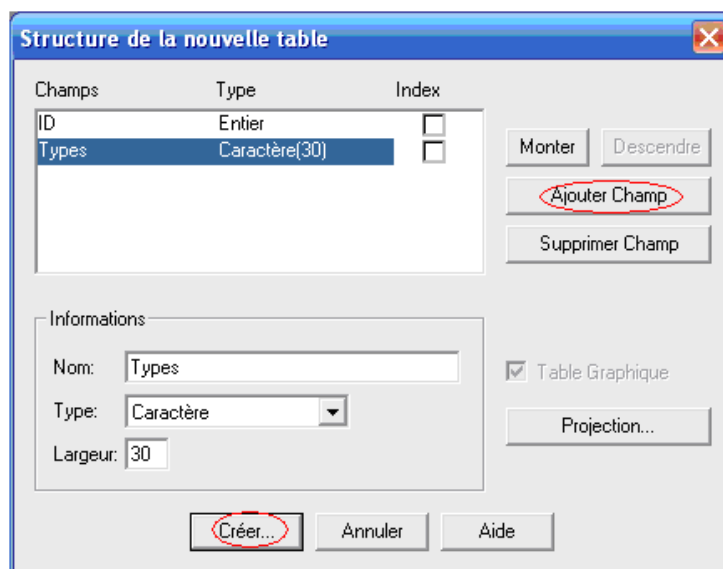 Structure de la nouvelle table
Champs Type Index
ID Entier
Types Caractère(30)
Monter Descendre
Ajouter Champ
Supprimer Champ
Informations
Nom: Types
Type: Caractère
Largeur: 30
Table Graphique
Projection...
Créer... Annuler Aide